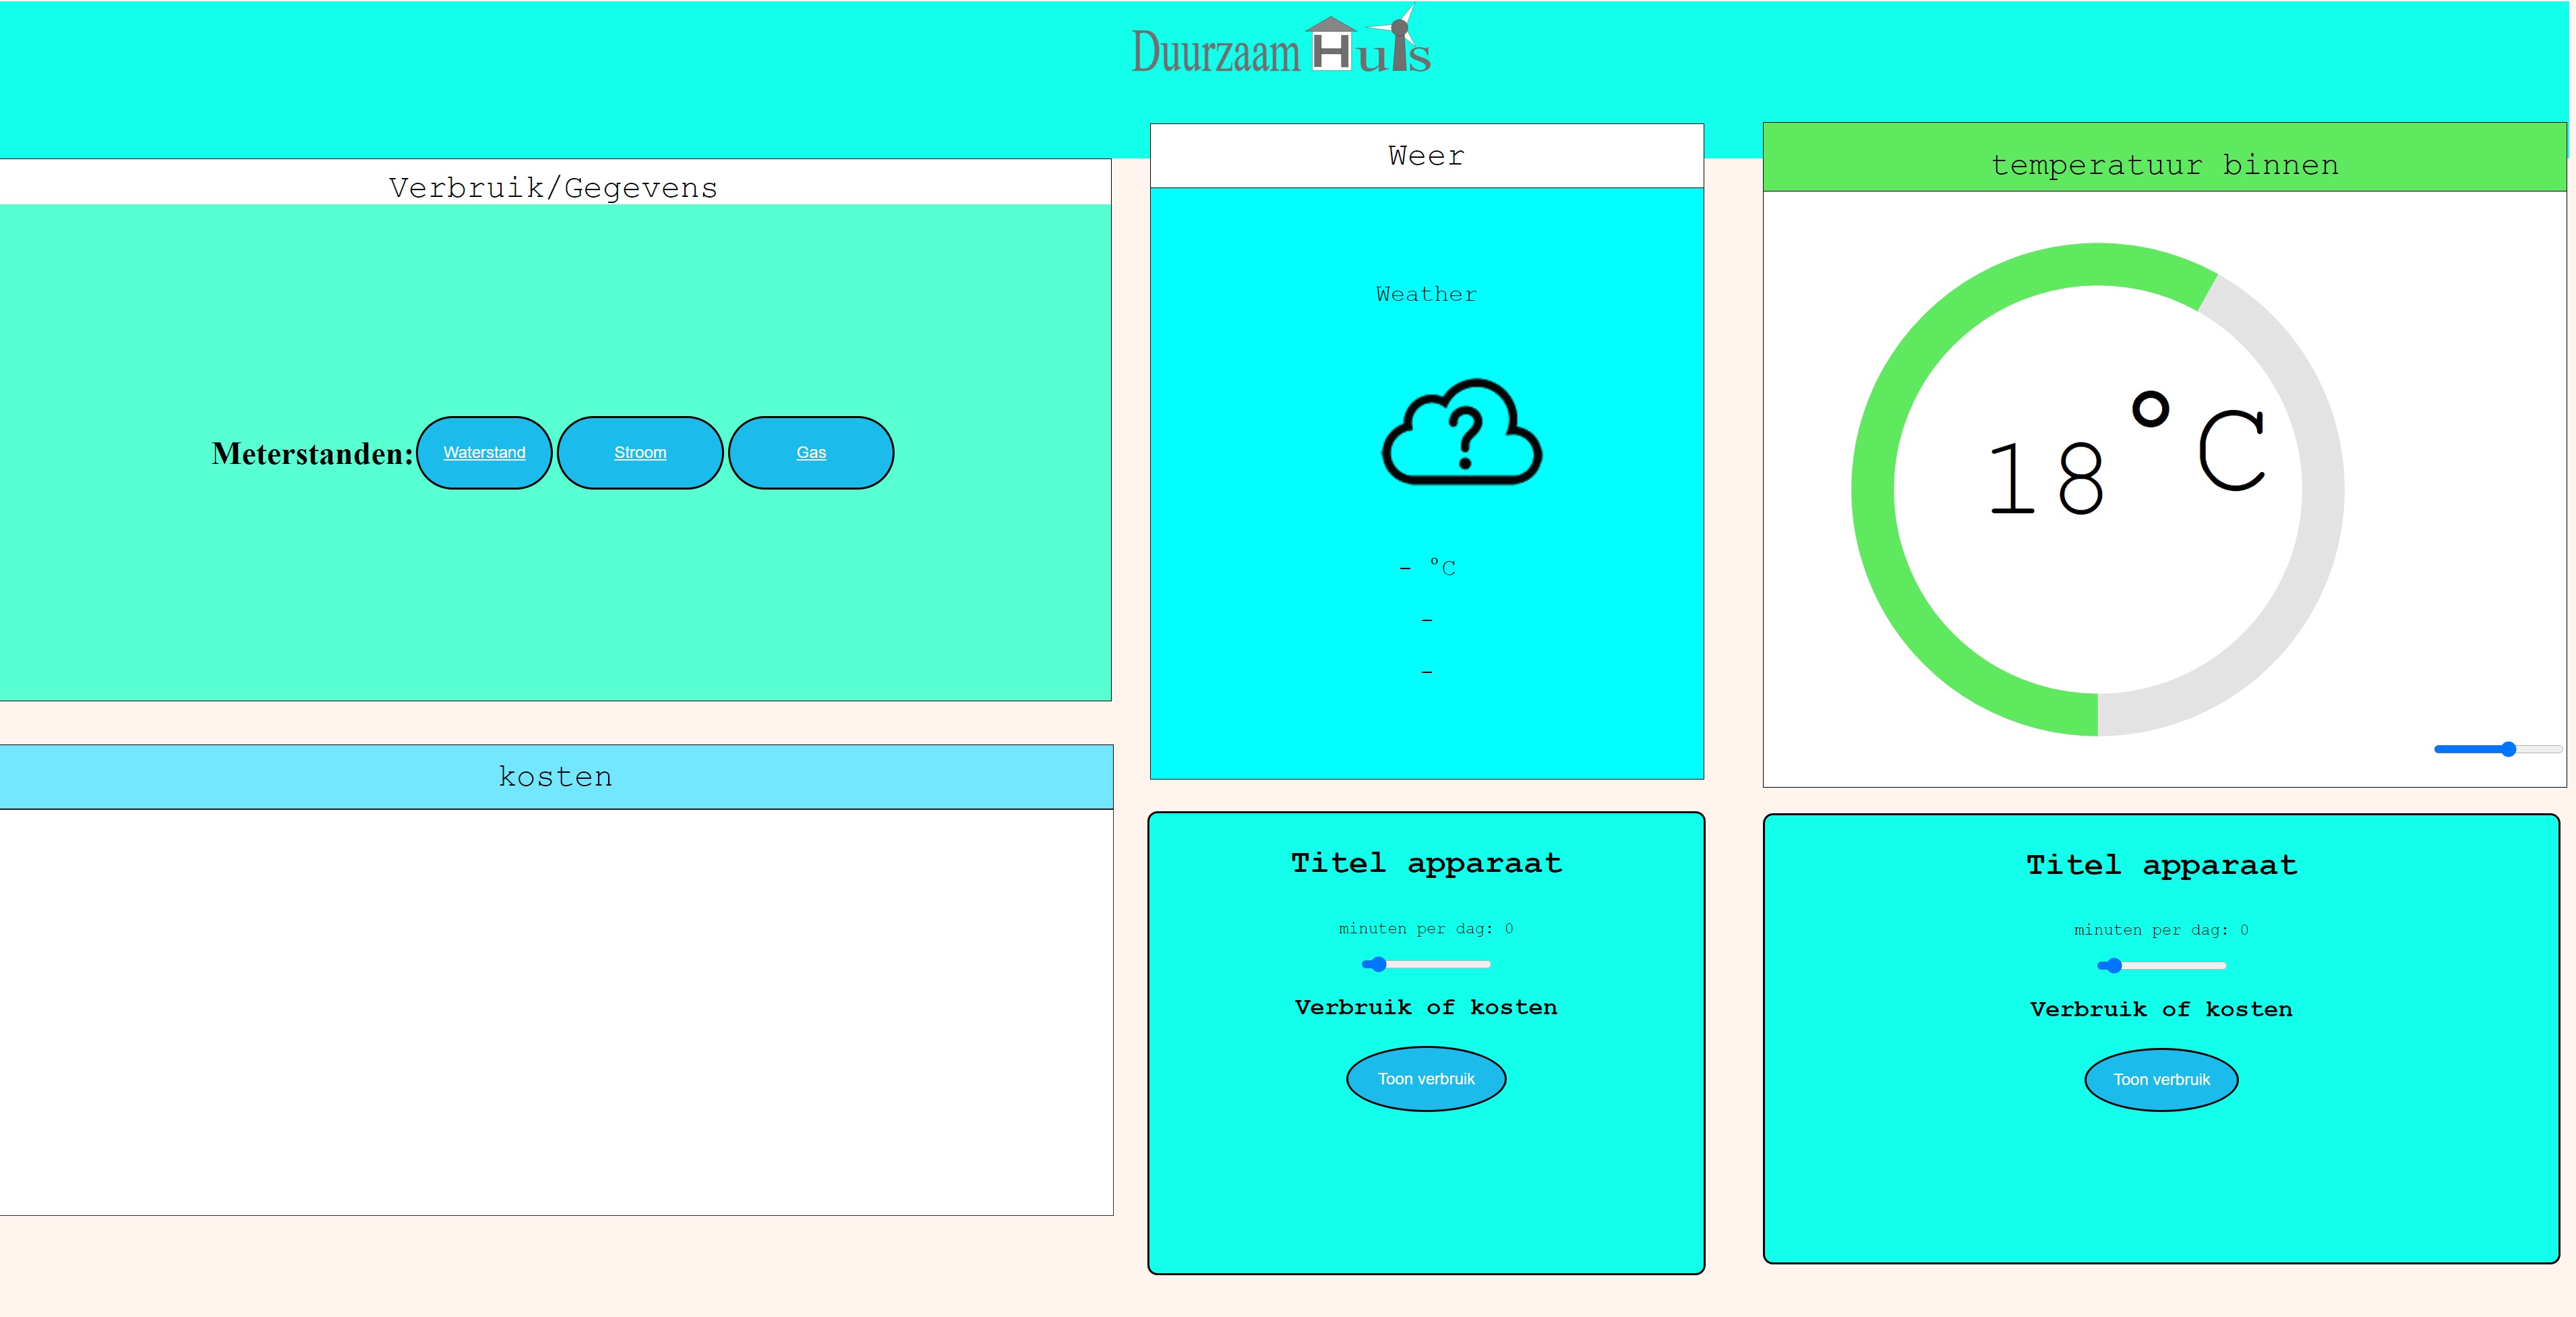 Duurzaam Huis
Verbruik/Gegevens
Meterstanden: Waterstand Stroom Gas
kosten
Weer
Weather
?
- °C
-
-
temperatuur binnen
18 °C
Titel apparaat
minuten per dag: 0
Verbruik of kosten
Toon verbruik
Titel apparaat
minuten per dag: 0
Verbruik of kosten
Toon verbruik